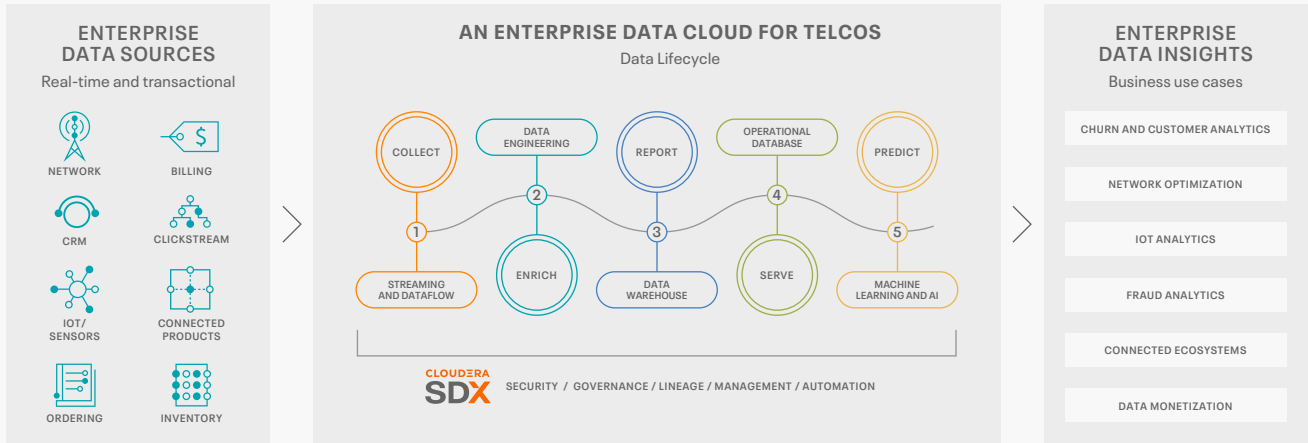 ENTERPRISE
DATA SOURCES
Real-time and transactional
NETWORK
BILLING
CRM
CLICKSTREAM
IOT/
SENSORS
CONNECTED
PRODUCTS
ORDERING
INVENTORY
AN ENTERPRISE DATA CLOUD FOR TELCOS
Data Lifecycle
COLLECT
1
STREAMING
AND DATAFLOW
DATA
ENGINEERING
2
ENRICH
REPORT
3
DATA
WAREHOUSE
OPERATIONAL
DATABASE
4
SERVE
PREDICT
5
MACHINE
LEARNING AND AI
CLOUDERA
SDX
SECURITY / GOVERNANCE / LINEAGE / MANAGEMENT / AUTOMATION
ENTERPRISE
DATA INSIGHTS
Business use cases
CHURN AND CUSTOMER ANALYTICS
NETWORK OPTIMIZATION
IOT ANALYTICS
FRAUD ANALYTICS
CONNECTED ECOSYSTEMS
DATA MONETIZATION